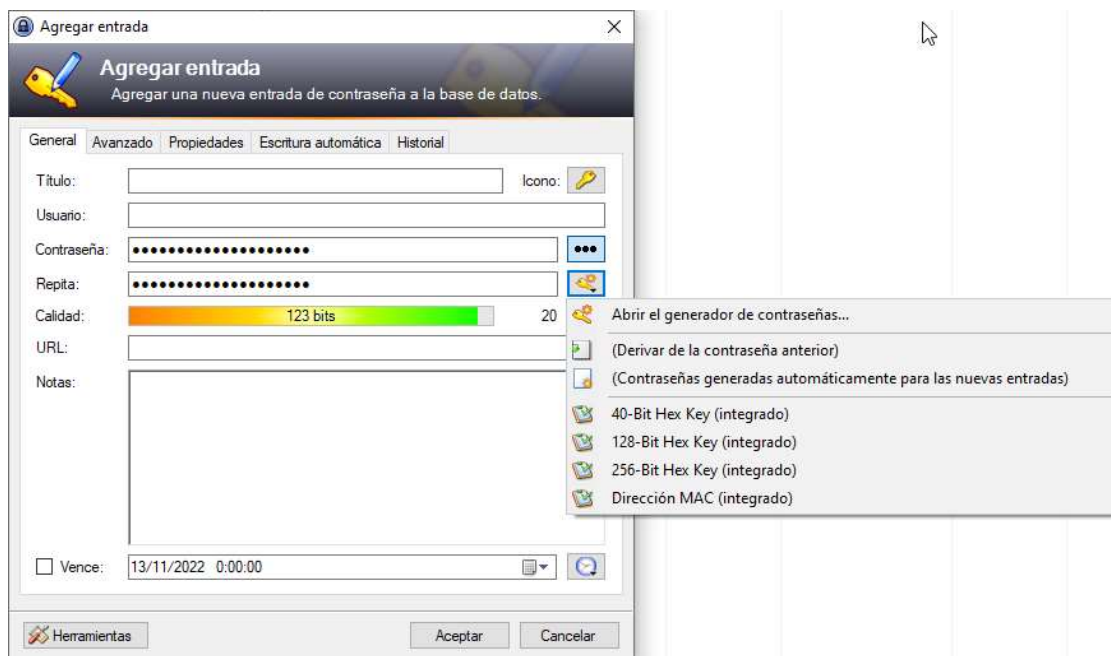 Agregar entrada
Agregar entrada
Agregar una nueva entrada de contraseña a la base de datos.
General Avanzado Propiedades Escritura automática Historial
Título: Icono:
Usuario:
Contraseña: ●●●●●●●●●●●●●●●●●●●● ●●●
Repita: ●●●●●●●●●●●●●●●●●●●●
Calidad: 123 bits 20
Abrir el generador de contraseñas...
URL:
(Derivar de la contraseña anterior)
Notas:
(Contraseñas generadas automáticamente para las nuevas entradas)
40-Bit Hex Key (integrado)
128-Bit Hex Key (integrado)
256-Bit Hex Key (integrado)
Dirección MAC (integrado)
Vence: 13/11/2022 0:00:00
Herramientas Aceptar Cancelar